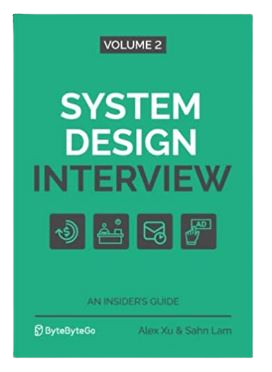 VOLUME 2
SYSTEM
DESIGN
INTERVIEW
AD
AN INSIDER'S GUIDE
ByteByteGo
Alex Xu & Sahn Lam